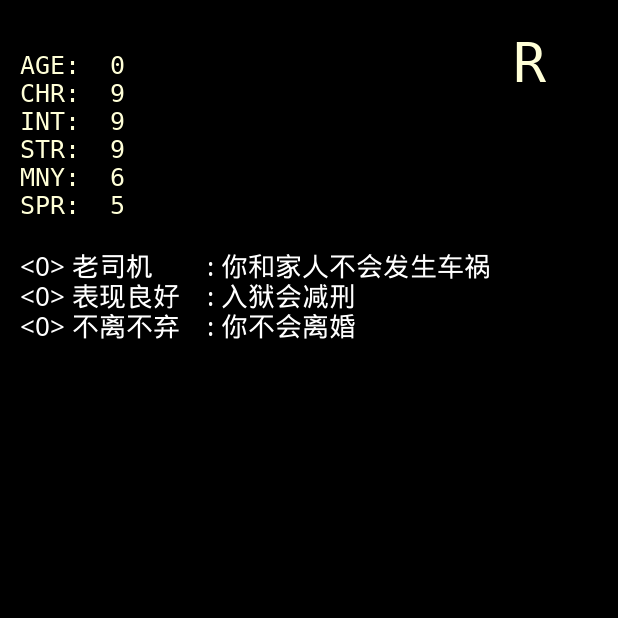 R
AGE: 0
CHR: 9
INT: 9
STR: 9
MNY: 6
SPR: 5
<O> 老司机 : 你和家人不会发生车祸
<O> 表现良好 : 入狱会减刑
<O> 不离不弃 : 你不会离婚